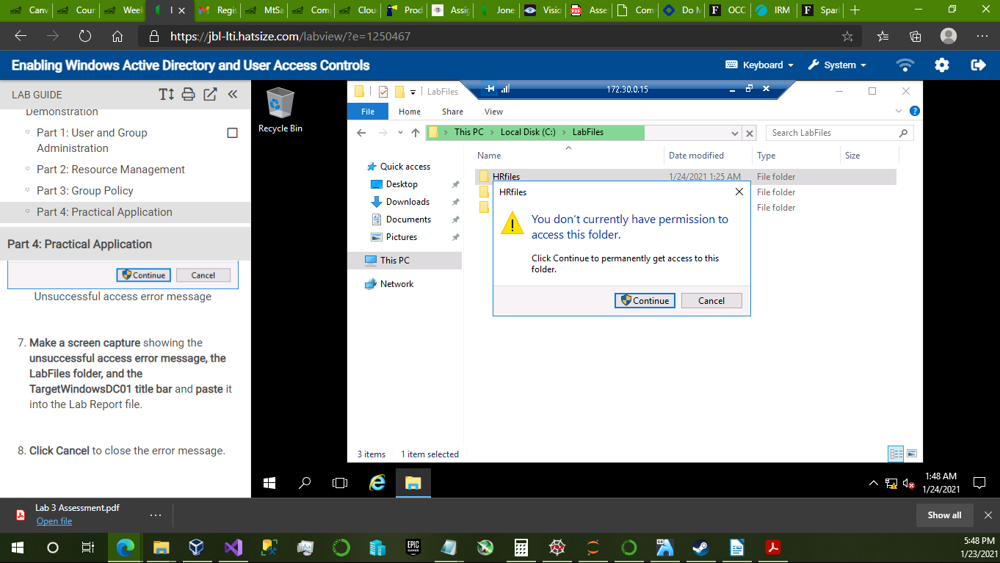 Canv
Cour
Week
I
Regis
MtSa
Comp
Clou
Prod
Assig
Jone
Visio
Asse
Com
Do M
OCC
IRM
Spar
https://jbl-lti.hatsize.com/labview/?e=1250467
Enabling Windows Active Directory and User Access Controls
Keyboard
System
LAB GUIDE
Demonstration
Part 1: User and Group
Administration
Part 2: Resource Management
Part 3: Group Policy
Part 4: Practical Application
Part 4: Practical Application
Continue
Cancel
Unsuccessful access error message
7. Make a screen capture showing the
unsuccessful access error message, the
LabFiles folder, and the
TargetWindowsDC01 title bar and paste it
into the Lab Report file.
8. Click Cancel to close the error message.
Recycle Bin
LabFiles
172.30.0.15
File
Home
Share
View
This PC
Local Disk (C:)
LabFiles
Search LabFiles
Quick access
Desktop
Downloads
Documents
Pictures
This PC
Network
Name
Date modified
Type
Size
HRfiles
1/24/2021 1:25 AM
File folder
File folder
File folder
HRfiles
You don't currently have permission to
access this folder.
Click Continue to permanently get access to this
folder.
Continue
Cancel
3 items
1 item selected
1:48 AM
1/24/2021
Lab 3 Assessment.pdf
Open file
Show all
EPIC
GAMES
5:48 PM
1/23/2021